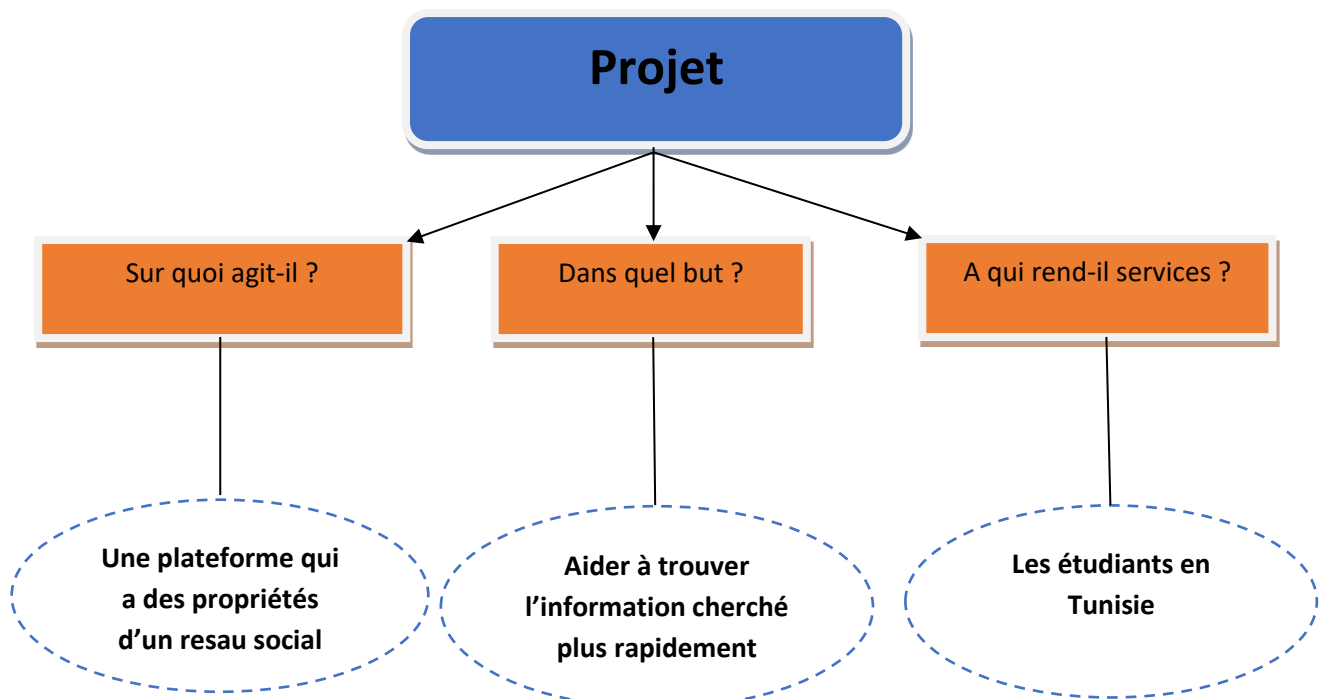 Projet
Sur quoi agit-il ?
Dans quel but ?
A qui rend-il services ?
Une plateforme qui
a des propriétés
d’un resau social
Aider à trouver
l’information cherché
plus rapidement
Les étudiants en
Tunisie